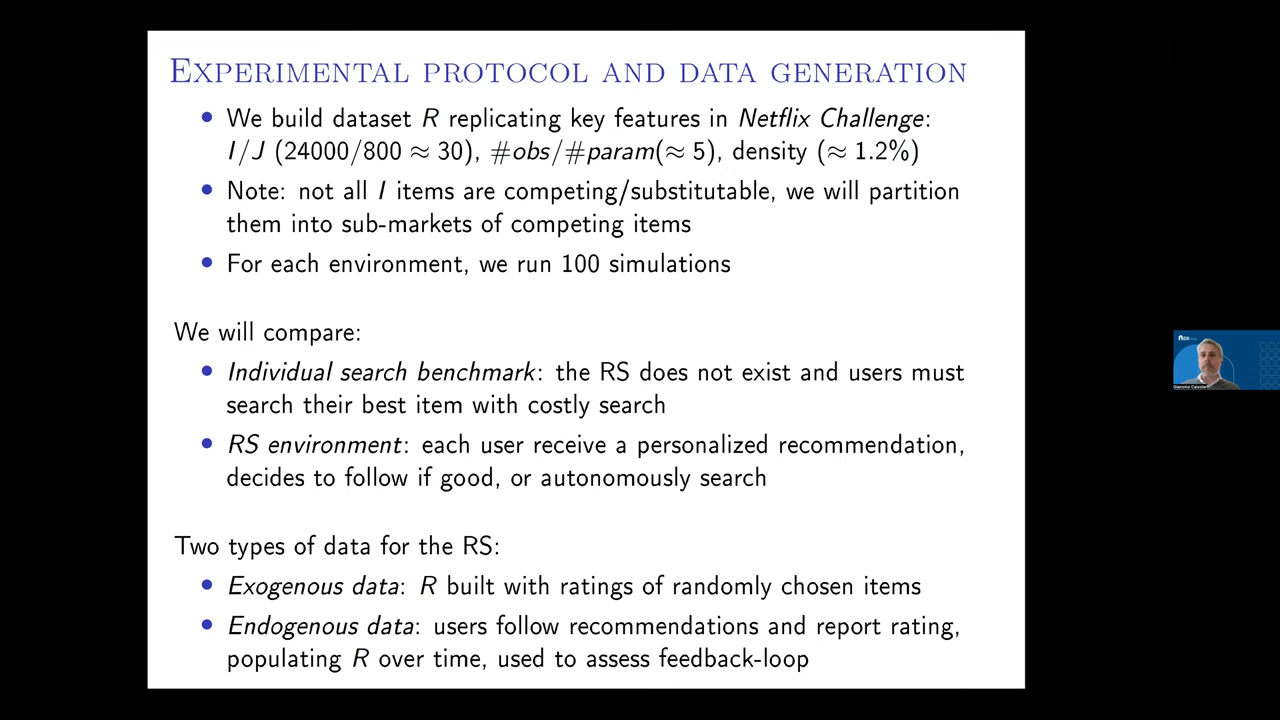 EXPERIMENTAL PROTOCOL AND DATA GENERATION
• We build dataset R replicating key features in Netflix Challenge:
I/J (24000/800 ≈ 30), #obs/#param(≈ 5), density (≈ 1.2%)
• Note: not all I items are competing/substitutable, we will partition
them into sub-markets of competing items
• For each environment, we run 100 simulations
We will compare:
• Individual search benchmark: the RS does not exist and users must
search their best item with costly search
• RS environment: each user receive a personalized recommendation,
decides to follow if good, or autonomously search
Two types of data for the RS:
• Exogenous data: R built with ratings of randomly chosen items
• Endogenous data: users follow recommendations and report rating,
populating R over time, used to assess feedback-loop
Giacomo Calzolari